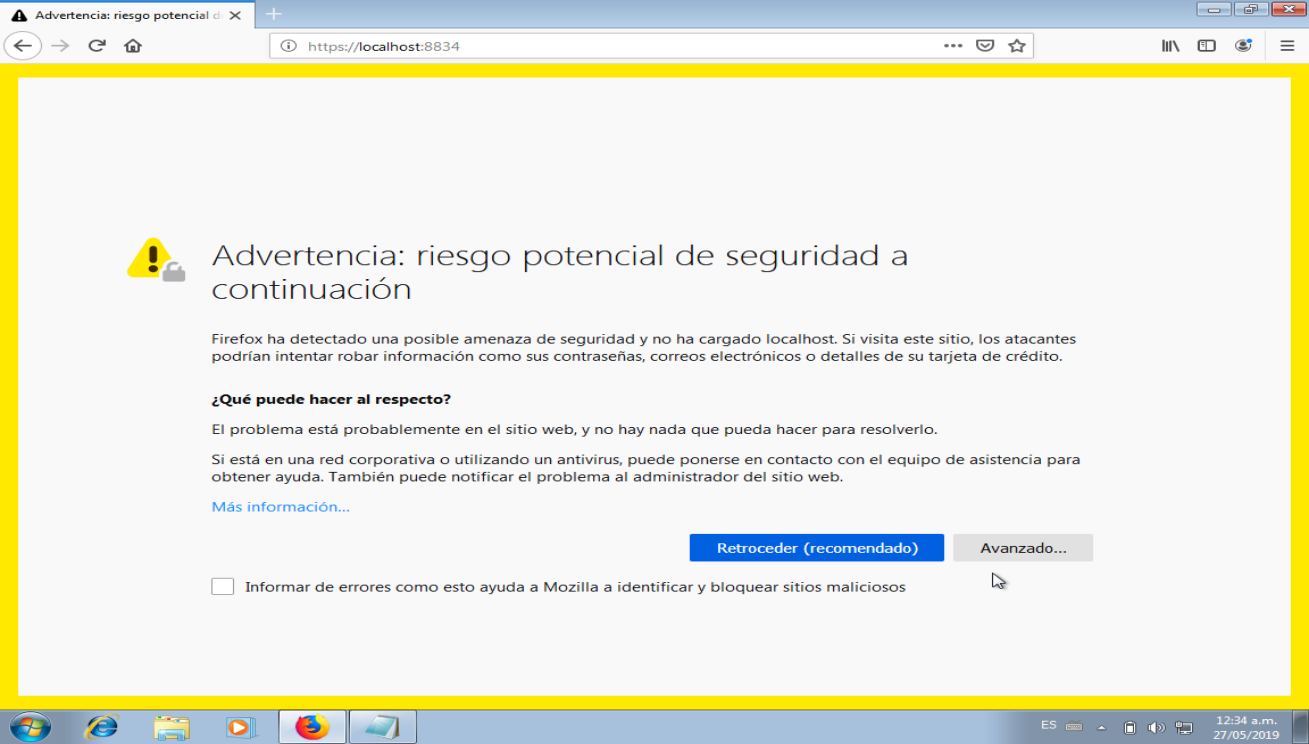 Advertencia: riesgo potencial d
https://localhost:8834
Advertencia: riesgo potencial de seguridad a
continuación
Firefox ha detectado una posible amenaza de seguridad y no ha cargado localhost. Si visita este sitio, los atacantes
podrían intentar robar información como sus contraseñas, correos electrónicos o detalles de su tarjeta de crédito.
¿Qué puede hacer al respecto?
El problema está probablemente en el sitio web, y no hay nada que pueda hacer para resolverlo.
Si está en una red corporativa o utilizando un antivirus, puede ponerse en contacto con el equipo de asistencia para
obtener ayuda. También puede notificar el problema al administrador del sitio web.
Más información...
Retroceder (recomendado) Avanzado...
Informar de errores como esto ayuda a Mozilla a identificar y bloquear sitios maliciosos
ES
12:34 a.m.
27/05/2019